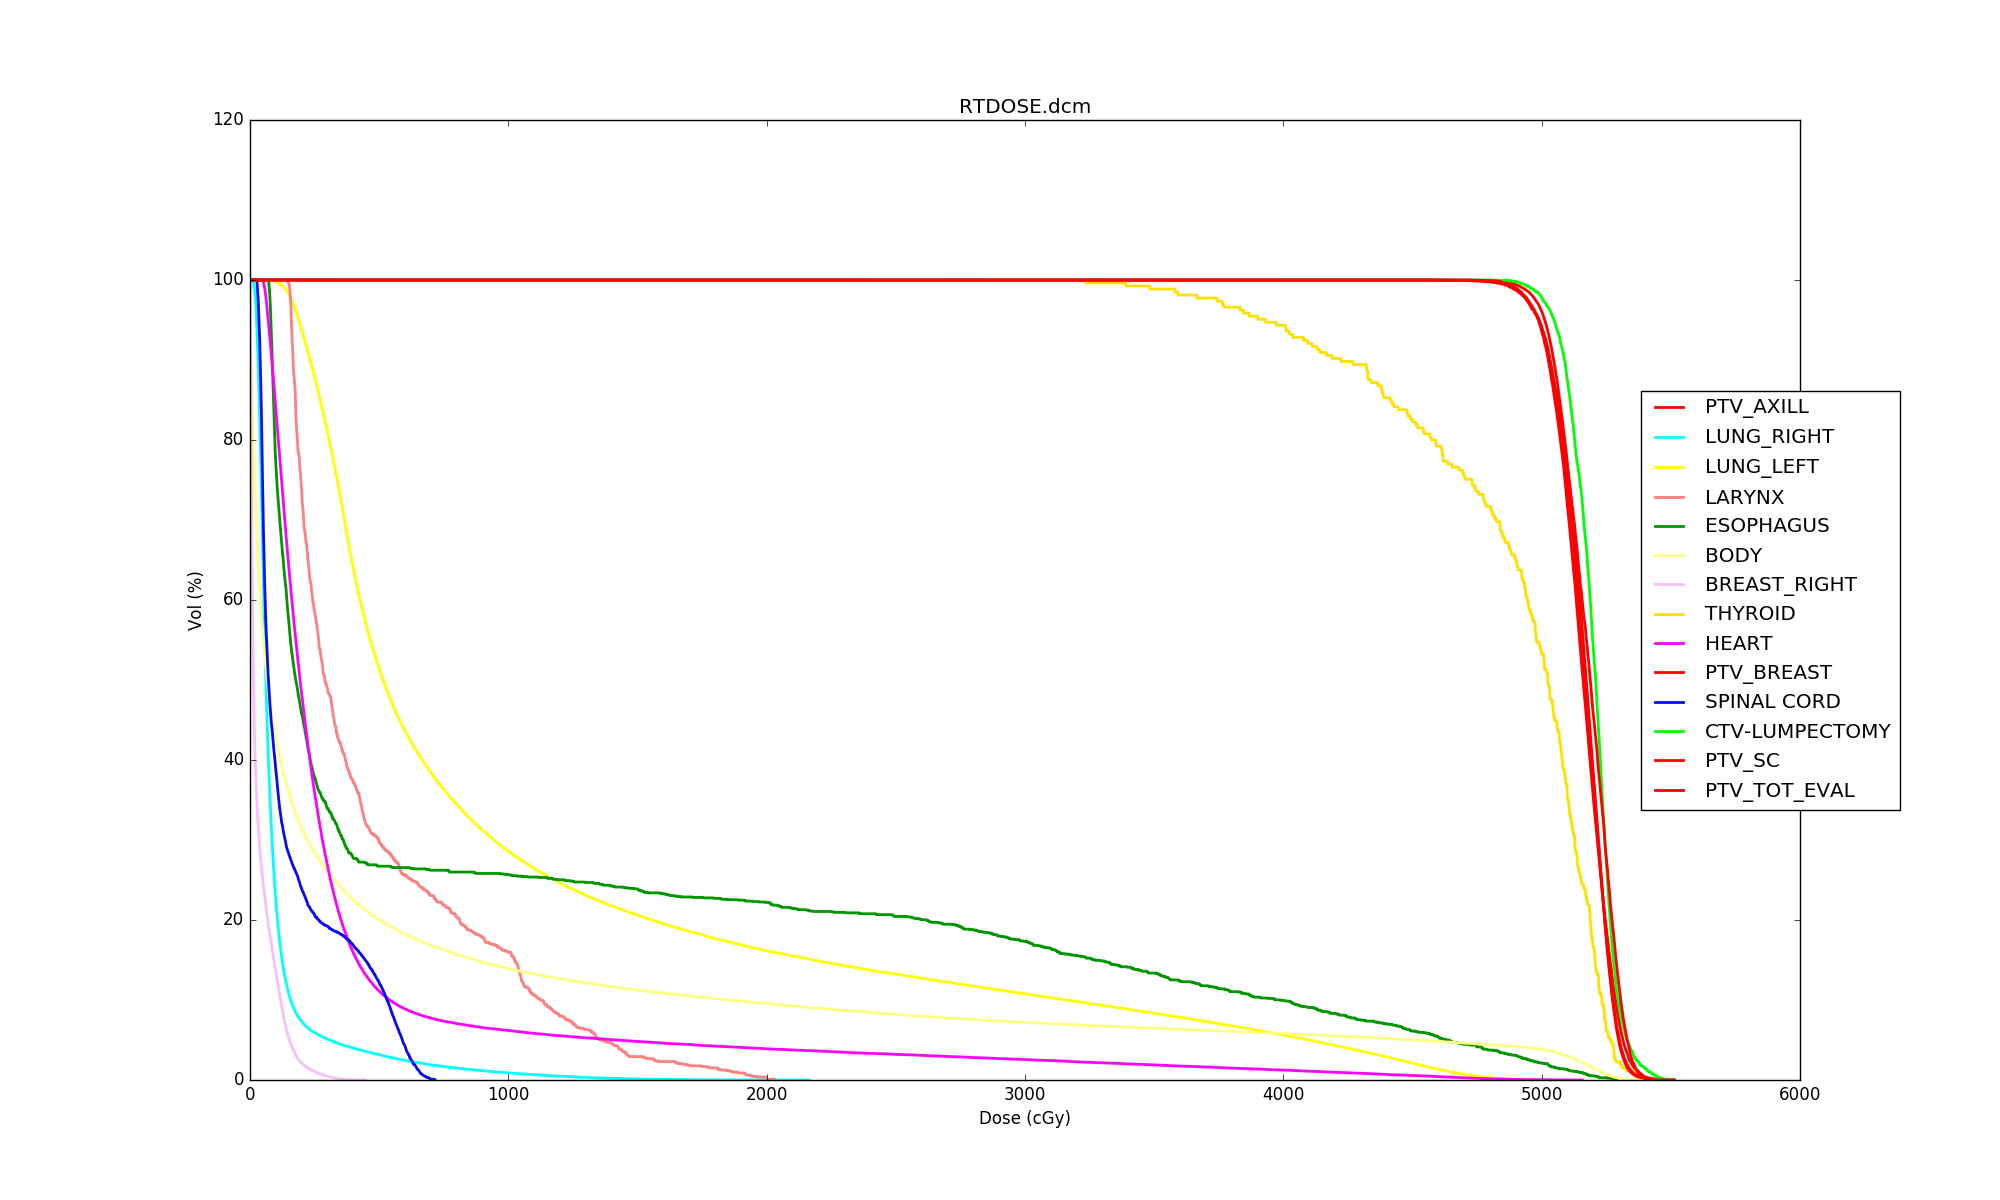 RTDOSE.dcm
120
100
80
60
40
20
0
Vol (%)
0 1000 2000 3000 4000 5000 6000
Dose (cGy)
PTV_AXILL
LUNG_RIGHT
LUNG_LEFT
LARYNX
ESOPHAGUS
BODY
BREAST_RIGHT
THYROID
HEART
PTV_BREAST
SPINAL CORD
CTV-LUMPECTOMY
PTV_SC
PTV_TOT_EVAL